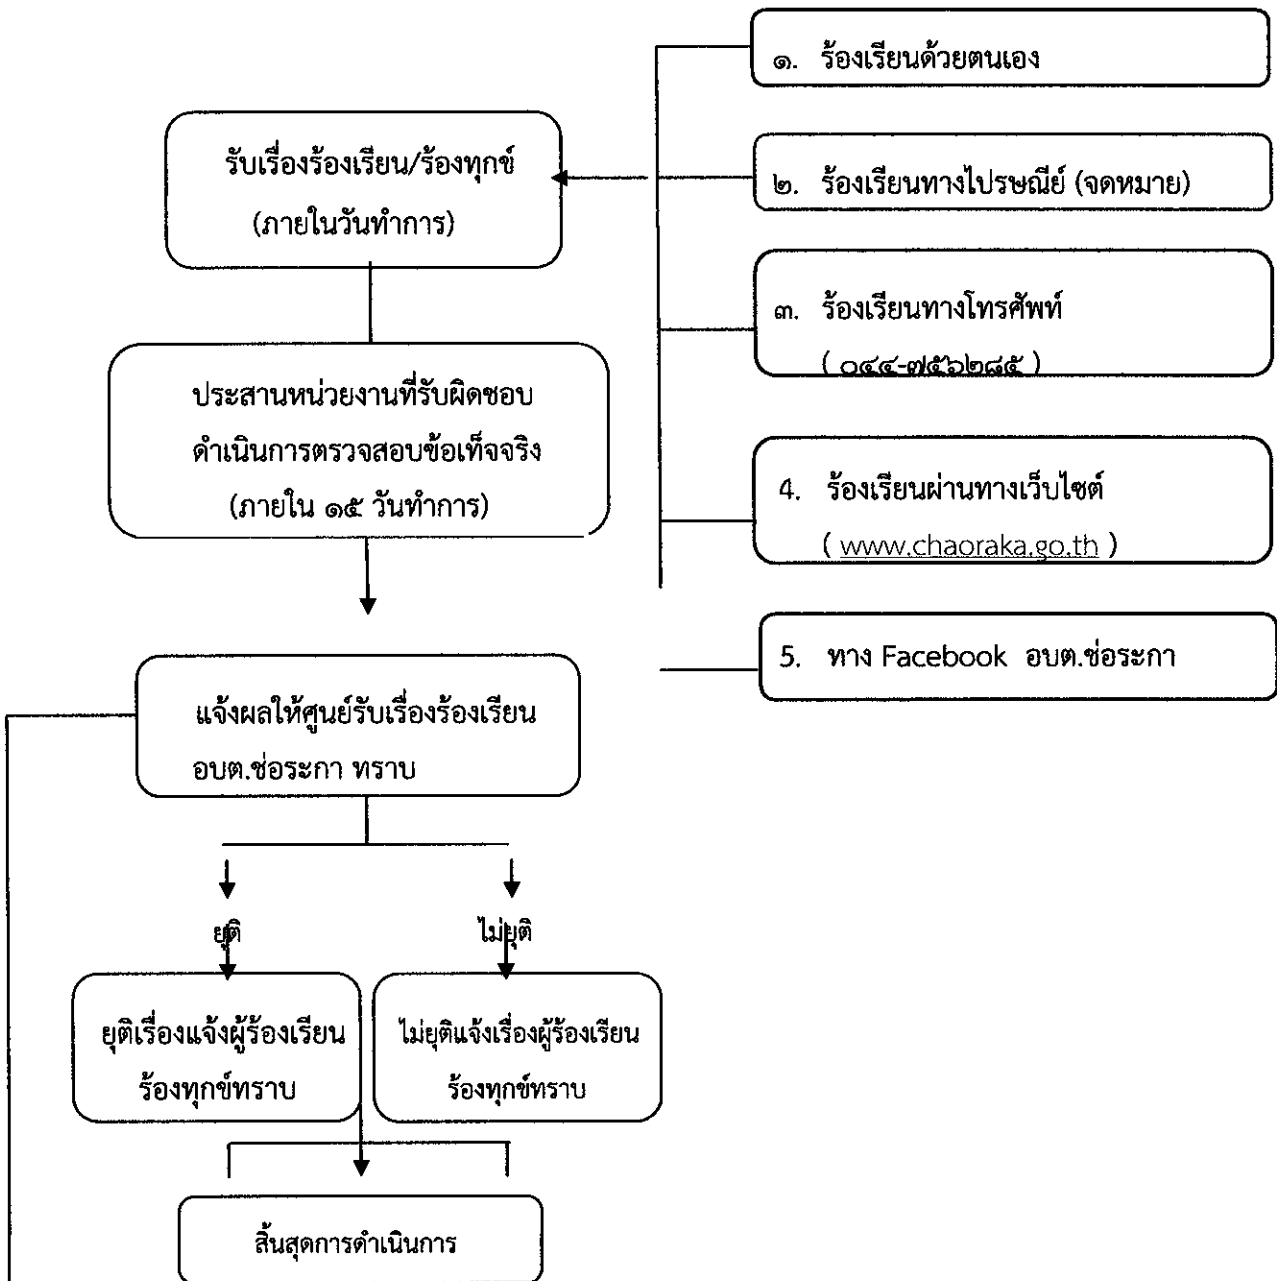 ๑. ร้องเรียนด้วยตนเอง
รับเรื่องร้องเรียน/ร้องทุกข์
(ภายในวันทำการ)
๒. ร้องเรียนทางไปรษณีย์ (จดหมาย)
๓. ร้องเรียนทางโทรศัพท์
( ๐๔๔-๗๕๖๒๘๕ )
ประสานหน่วยงานที่รับผิดชอบ
ดำเนินการตรวจสอบข้อเท็จจริง
(ภายใน ๑๕ วันทำการ)
4. ร้องเรียนผ่านทางเว็บไซต์
( www.chaoraka.go.th )
5. ทาง Facebook อบต.ช่อระกา
แจ้งผลให้ศูนย์รับเรื่องร้องเรียน
อบต.ช่อระกา ทราบ
ยุติ
ไม่ยุติ
ยุติเรื่องแจ้งผู้ร้องเรียน
ร้องทุกข์ทราบ
ไม่ยุติแจ้งเรื่องผู้ร้องเรียน
ร้องทุกข์ทราบ
สิ้นสุดการดำเนินการ